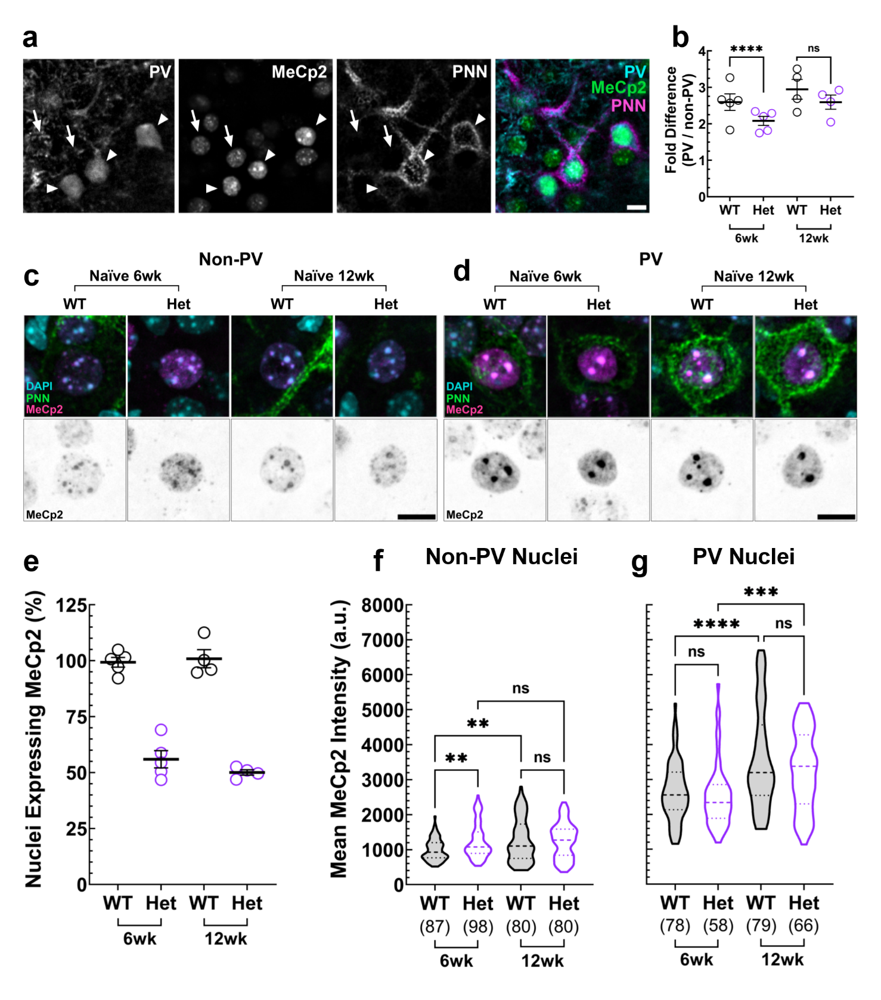 a
PV
MeCp2
PNN
PV
MeCp2
PNN
b
Fold Difference
(PV / non-PV)
4
3
2
1
0
****
ns
WT Het WT Het
6wk 12wk
Non-PV
c
Naïve 6wk Naïve 12wk
WT Het WT Het
DAPI
PNN
MeCp2
MeCp2
PV
d
Naïve 6wk Naïve 12wk
WT Het WT Het
DAPI
PNN
MeCp2
MeCp2
e
Nuclei Expressing MeCp2 (%)
125
100
75
50
25
0
WT Het WT Het
6wk 12wk
f
Non-PV Nuclei
Mean MeCp2 Intensity (a.u.)
8000
7000
6000
5000
4000
3000
2000
1000
0
ns
**
**
ns
WT Het WT Het
(87) (98) (80) (80)
6wk 12wk
g
PV Nuclei
***
****
ns
ns
WT Het WT Het
(78) (58) (79) (66)
6wk 12wk